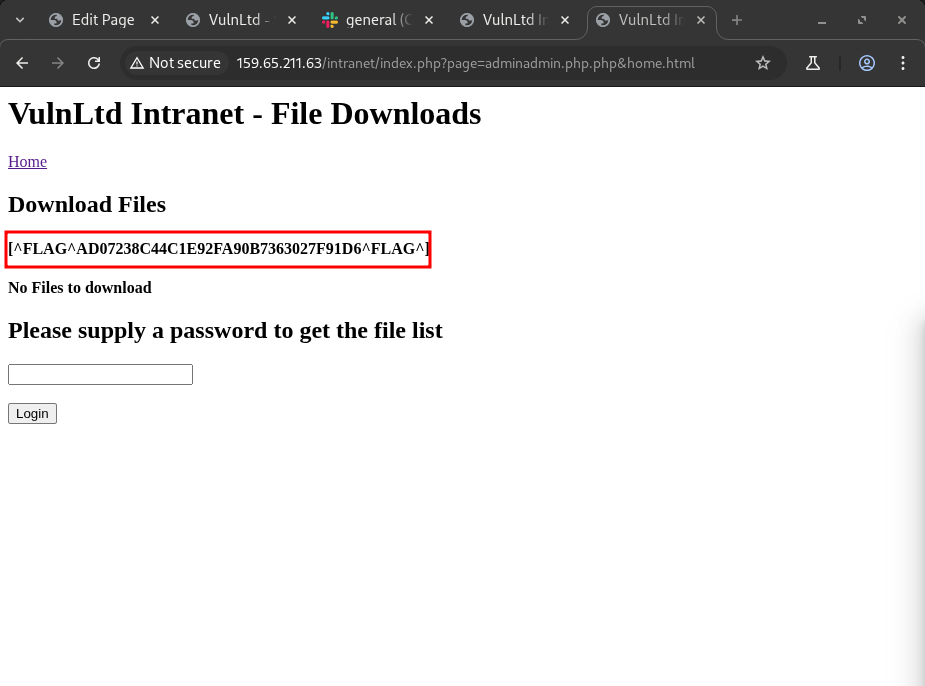 Edit Page
VulnLtd -
general (C
VulnLtd In
VulnLtd In
Not secure
159.65.211.63/intranet/index.php?page=adminadmin.php.php&home.html
VulnLtd Intranet - File Downloads
Home
Download Files
[^FLAG^AD07238C44C1E92FA90B7363027F91D6^FLAG^]
No Files to download
Please supply a password to get the file list
Login